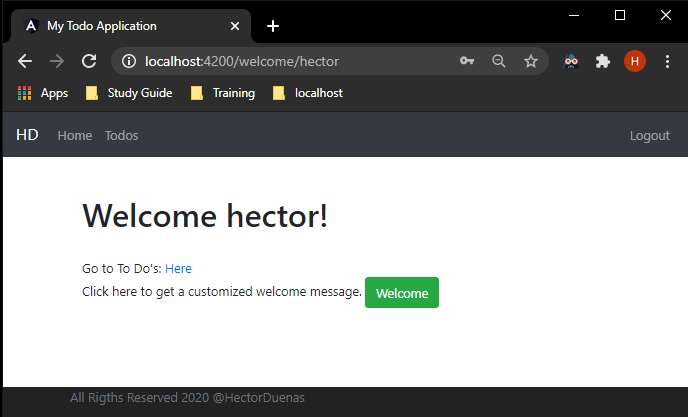 My Todo Application
localhost:4200/welcome/hector
H
Apps Study Guide Training localhost
HD Home Todos Logout
Welcome hector!
Go to To Do's: Here
Click here to get a customized welcome message. Welcome
All Rigths Reserved 2020 @HectorDuenas